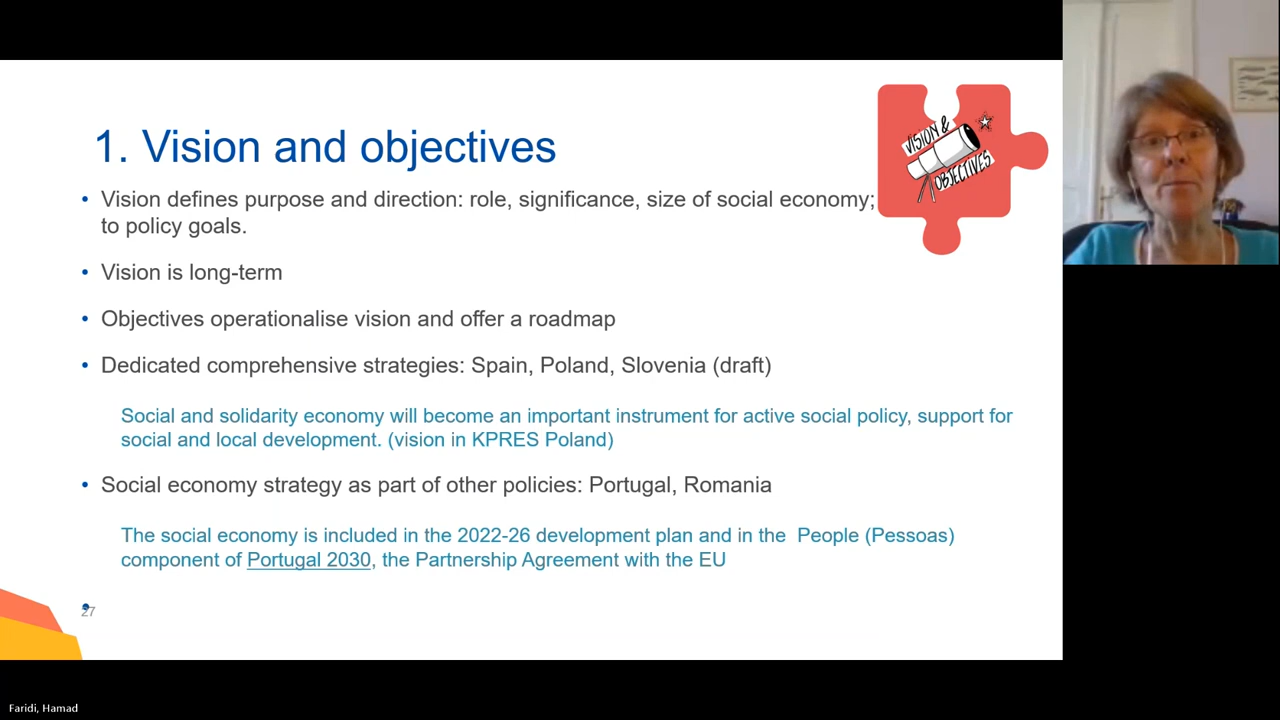 1. Vision and objectives
VISION &
OBJECTIVES
• Vision defines purpose and direction: role, significance, size of social economy;
to policy goals.
• Vision is long-term
• Objectives operationalise vision and offer a roadmap
• Dedicated comprehensive strategies: Spain, Poland, Slovenia (draft)
Social and solidarity economy will become an important instrument for active social policy, support for
social and local development. (vision in KPRES Poland)
• Social economy strategy as part of other policies: Portugal, Romania
The social economy is included in the 2022-26 development plan and in the People (Pessoas)
component of Portugal 2030, the Partnership Agreement with the EU
27
Faridi, Hamad